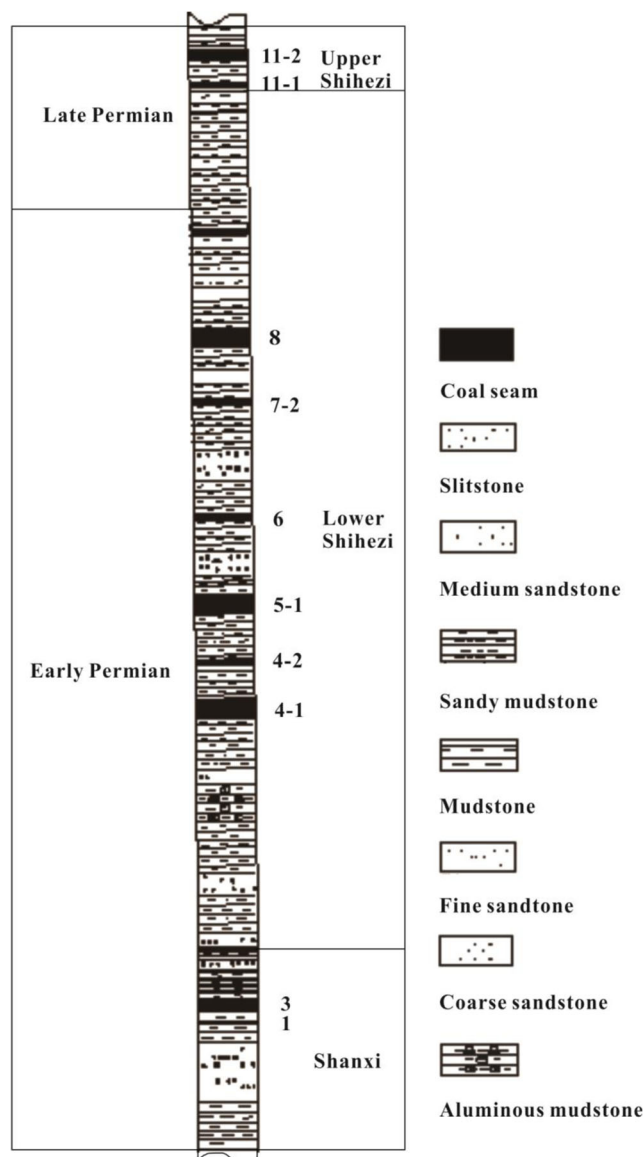 11-2
Upper
Shihezi
11-1
Late Permian
8
7-2
6
Lower
Shihezi
5-1
4-2
Early Permian
4-1
3
1
Shanxi
Coal seam
Slitstone
Medium sandstone
Sandy mudstone
Mudstone
Fine sandtone
Coarse sandstone
Aluminous mudstone